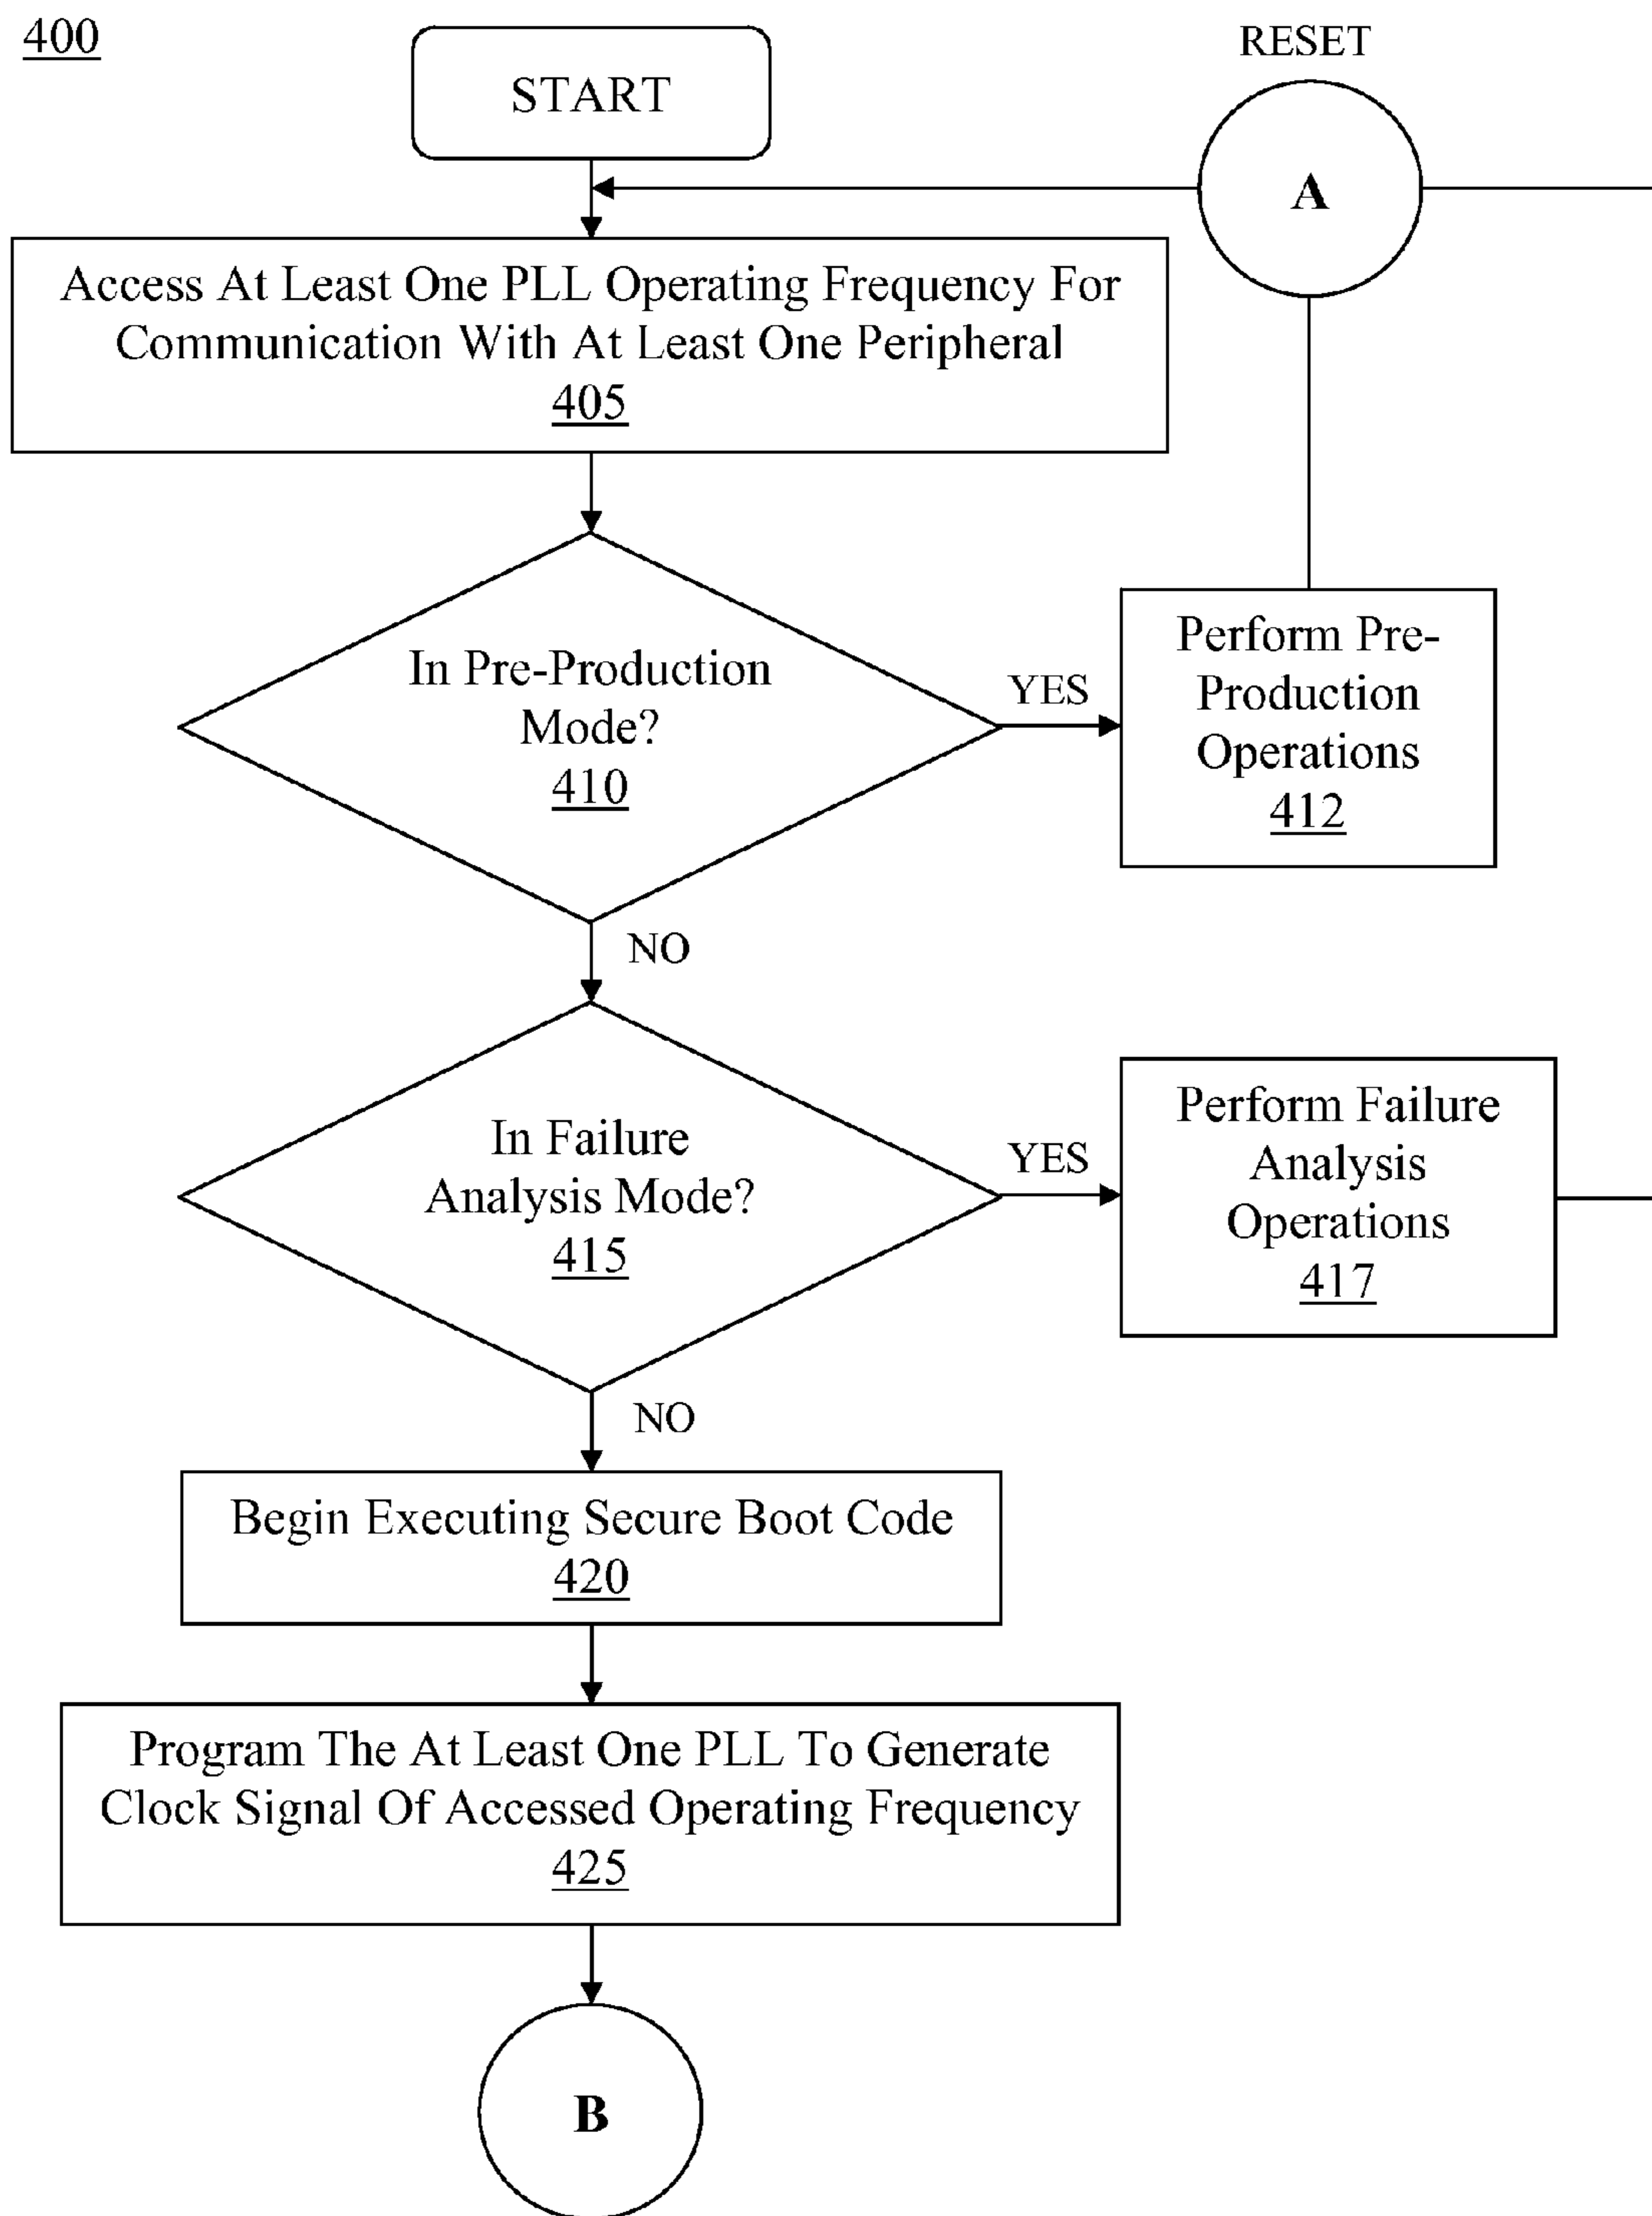 400
START
RESET
A
Access At Least One PLL Operating Frequency For
Communication With At Least One Peripheral
405
In Pre-Production
Mode?
410
YES
Perform Pre-
Production
Operations
412
NO
In Failure
Analysis Mode?
415
YES
Perform Failure
Analysis
Operations
417
NO
Begin Executing Secure Boot Code
420
Program The At Least One PLL To Generate
Clock Signal Of Accessed Operating Frequency
425
B